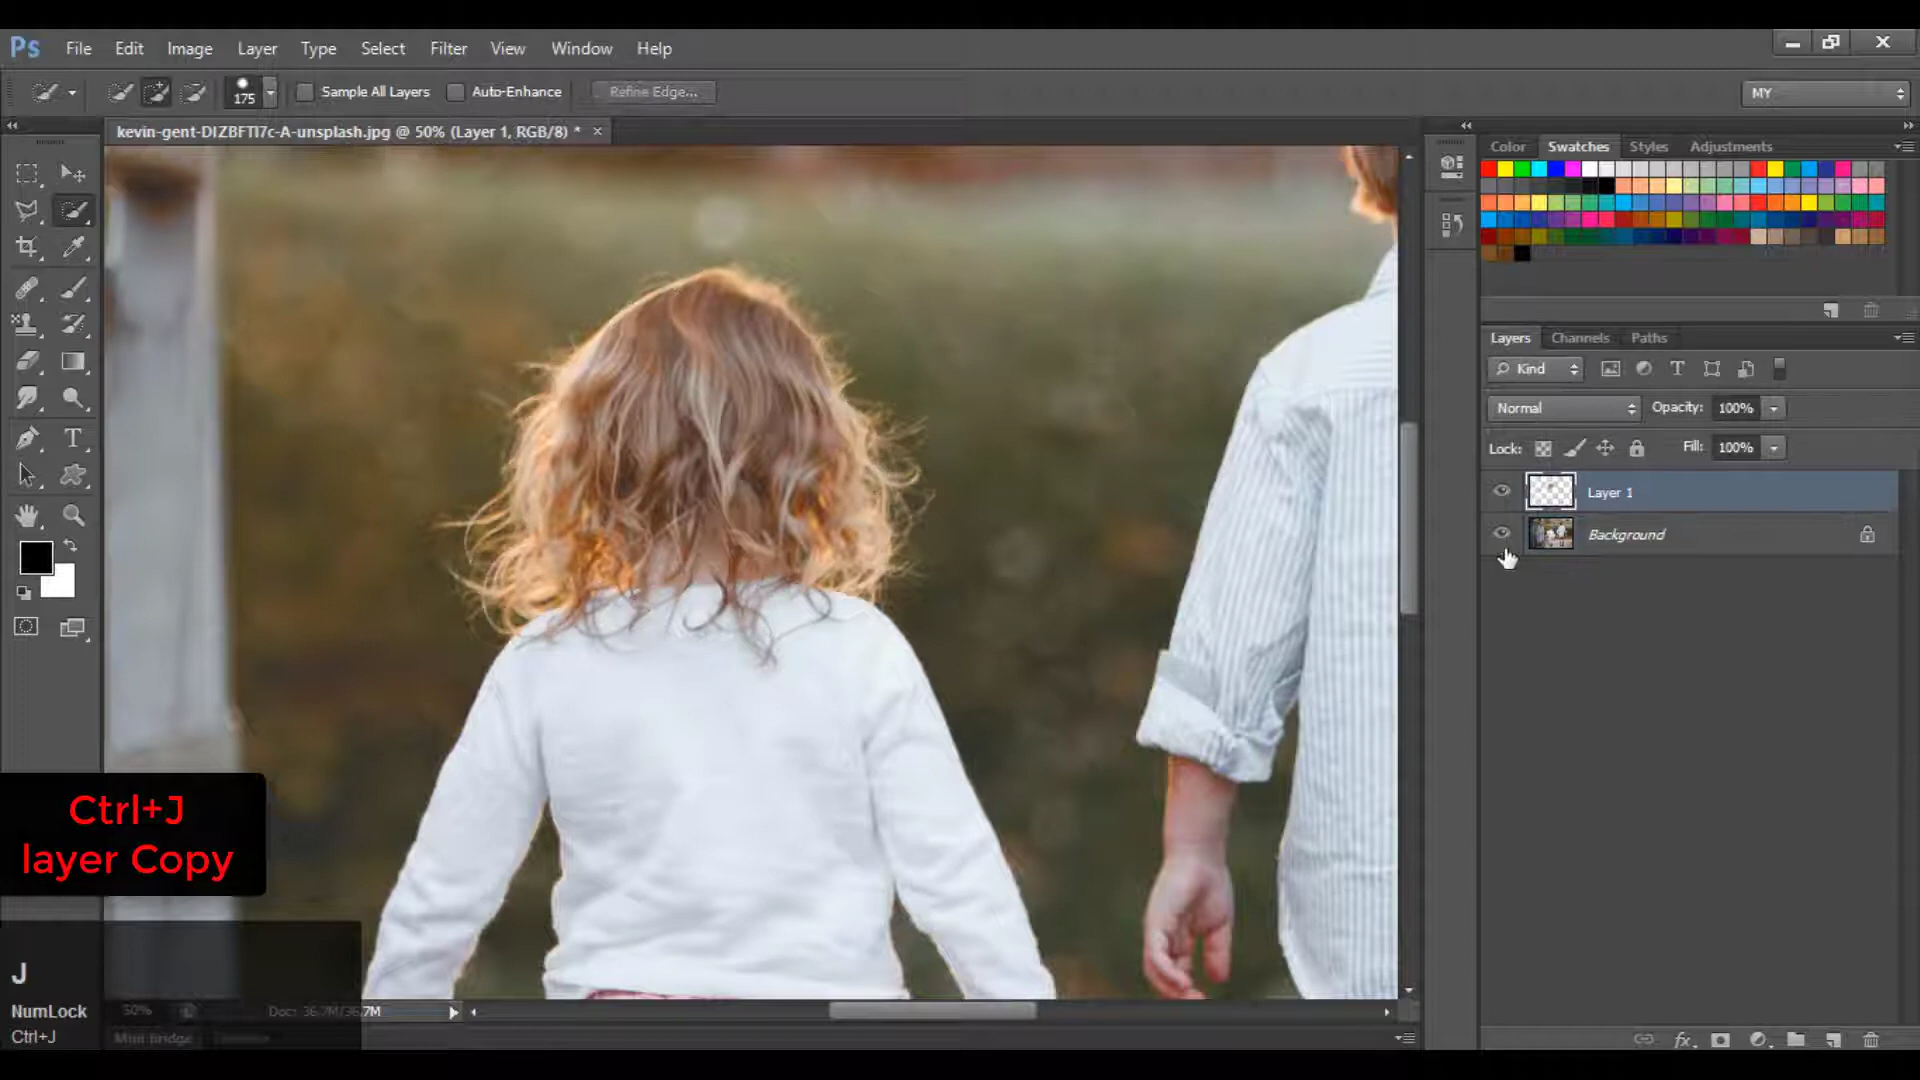 Ps File Edit Image Layer Type Select Filter View Window Help
175 Sample All Layers Auto-Enhance Refine Edge... MY
kevin-gent-DIZBFTl7c-A-unsplash.jpg @ 50% (Layer 1, RGB/8) * ×
Color Swatches Styles Adjustments
Layers Channels Paths
Kind
Normal Opacity: 100%
Lock: Fill: 100%
Layer 1
Background
Ctrl+J
layer Copy
J
NumLock
Ctrl+J
50% Doc: 36.7M/36.7M
Mini Bridge Timeline